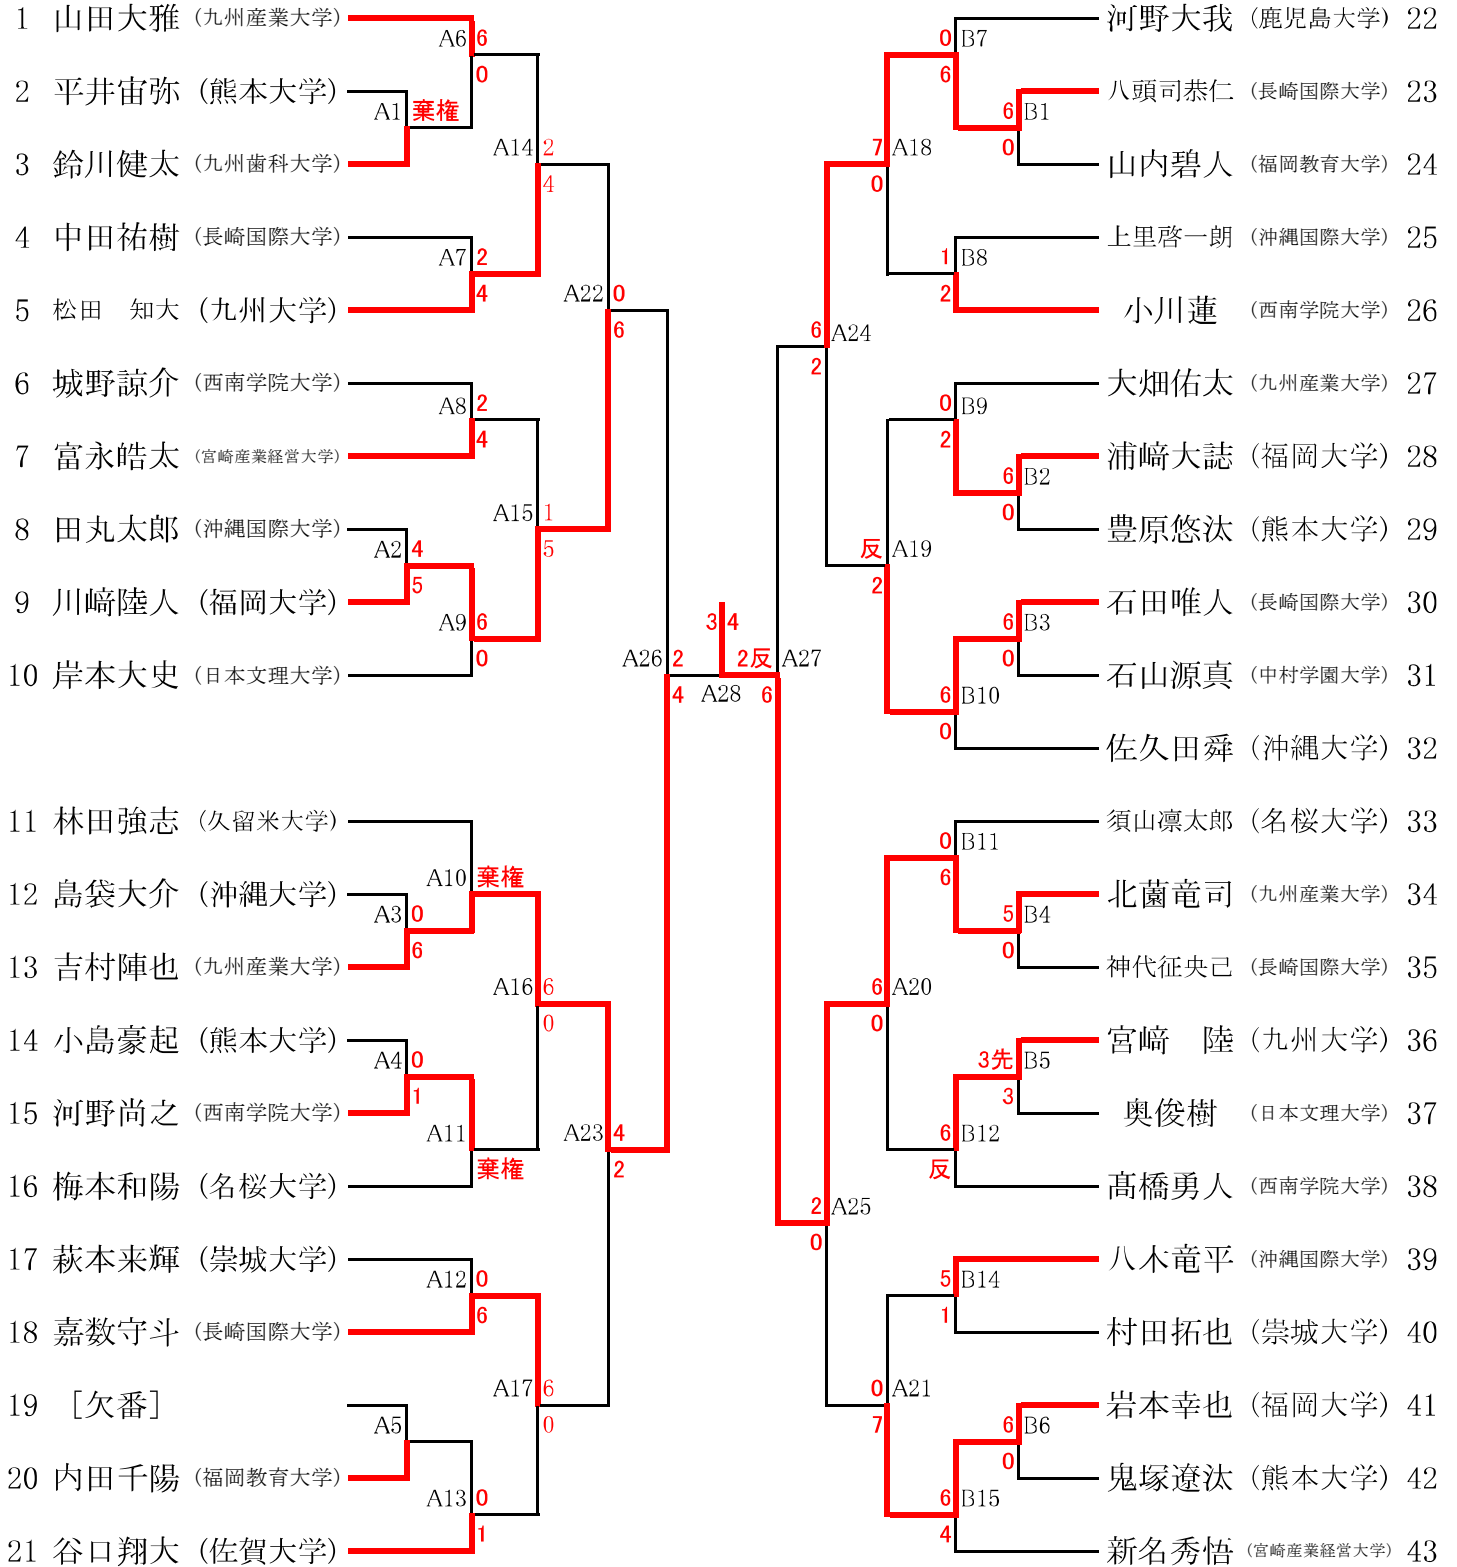 1 山田大雅 (九州産業大学)
2 平井宙弥 (熊本大学)
3 鈴川健太 (九州歯科大学)
4 中田祐樹 (長崎国際大学)
5 松田　知大 (九州大学)
6 城野諒介 (西南学院大学)
7 富永皓太 (宮崎産業経営大学)
8 田丸太郎 (沖縄国際大学)
9 川﨑陸人 (福岡大学)
10 岸本大史 (日本文理大学)
11 林田強志 (久留米大学)
12 島袋大介 (沖縄大学)
13 吉村陣也 (九州産業大学)
14 小島豪起 (熊本大学)
15 河野尚之 (西南学院大学)
16 梅本和陽 (名桜大学)
17 萩本来輝 (崇城大学)
18 嘉数守斗 (長崎国際大学)
19 ［欠番］
20 内田千陽 (福岡教育大学)
21 谷口翔大 (佐賀大学)
A1 棄権
A2 4
5
A3 0
6
A4 0
1
A5
A6 6
0
A7 2
4
A8 2
4
A9 6
0
A10 棄権
A11
棄権
A12 0
6
A13 0
1
A14 2
4
A15 1
5
A16 6
0
A17 6
0
A22 0
6
A23 4
2
A26 2
4
3 4
A28
2反 A27
6
6 A24
2
2 A25
0
7 A18
0
反 A19
2
6 A20
0
0 A21
7
0 B7
6
1 B8
2
0 B9
2
6 B10
0
0 B11
6
6 B12
反
5 B14
1
6 B15
4
6 B1
0
6 B2
0
6 B3
0
5 B4
0
3先 B5
3
6 B6
0
河野大我 (鹿児島大学) 22
八頭司恭仁 (長崎国際大学) 23
山内碧人 (福岡教育大学) 24
上里啓一朗 (沖縄国際大学) 25
小川蓮 (西南学院大学) 26
大畑佑太 (九州産業大学) 27
浦﨑大誌 (福岡大学) 28
豊原悠汰 (熊本大学) 29
石田唯人 (長崎国際大学) 30
石山源真 (中村学園大学) 31
佐久田舜 (沖縄大学) 32
須山凛太郎 (名桜大学) 33
北薗竜司 (九州産業大学) 34
神代征央己 (長崎国際大学) 35
宮﨑　陸 (九州大学) 36
奥俊樹 (日本文理大学) 37
髙橋勇人 (西南学院大学) 38
八木竜平 (沖縄国際大学) 39
村田拓也 (崇城大学) 40
岩本幸也 (福岡大学) 41
鬼塚遼汰 (熊本大学) 42
新名秀悟 (宮崎産業経営大学) 43